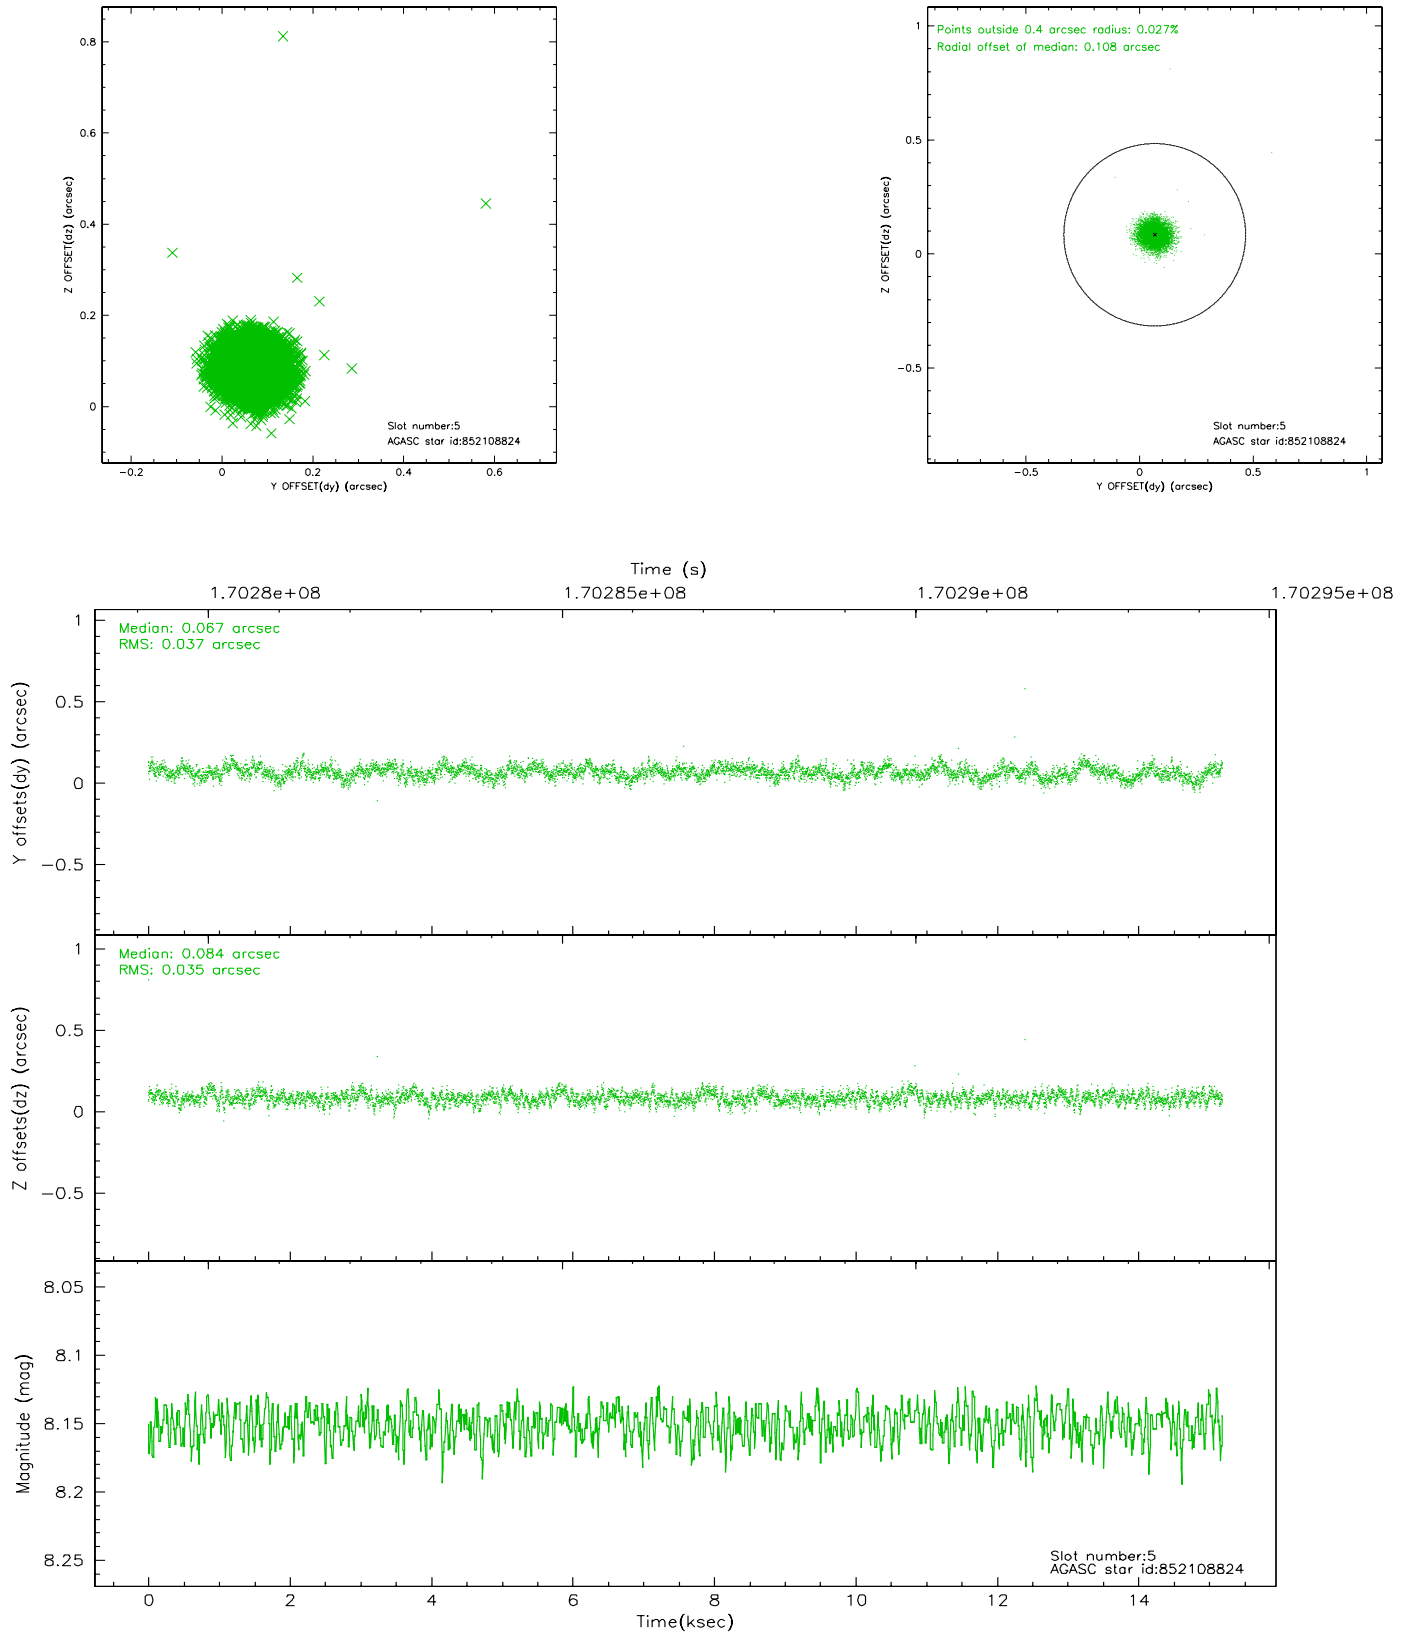 0.8
0.6
0.4
0.2
0
-0.2
0
0.2
0.4
0.6
Z OFFSET(dz) (arcsec)
Y OFFSET(dy) (arcsec)
Slot number:5
AGASC star id:852108824
Points outside 0.4 arcsec radius: 0.027%
Radial offset of median: 0.108 arcsec
1
0.5
0
-0.5
-0.5
0
0.5
1
Z OFFSET(dz) (arcsec)
Y OFFSET(dy) (arcsec)
Slot number:5
AGASC star id:852108824
Time (s)
1.7028e+08
1.70285e+08
1.7029e+08
1.70295e+08
Median: 0.067 arcsec
RMS: 0.037 arcsec
1
0.5
0
-0.5
Y offsets(dy) (arcsec)
Median: 0.084 arcsec
RMS: 0.035 arcsec
1
0.5
0
-0.5
Z offsets(dz) (arcsec)
8.05
8.1
8.15
8.2
8.25
Magnitude (mag)
Slot number:5
AGASC star id:852108824
0
2
4
6
8
10
12
14
Time(ksec)